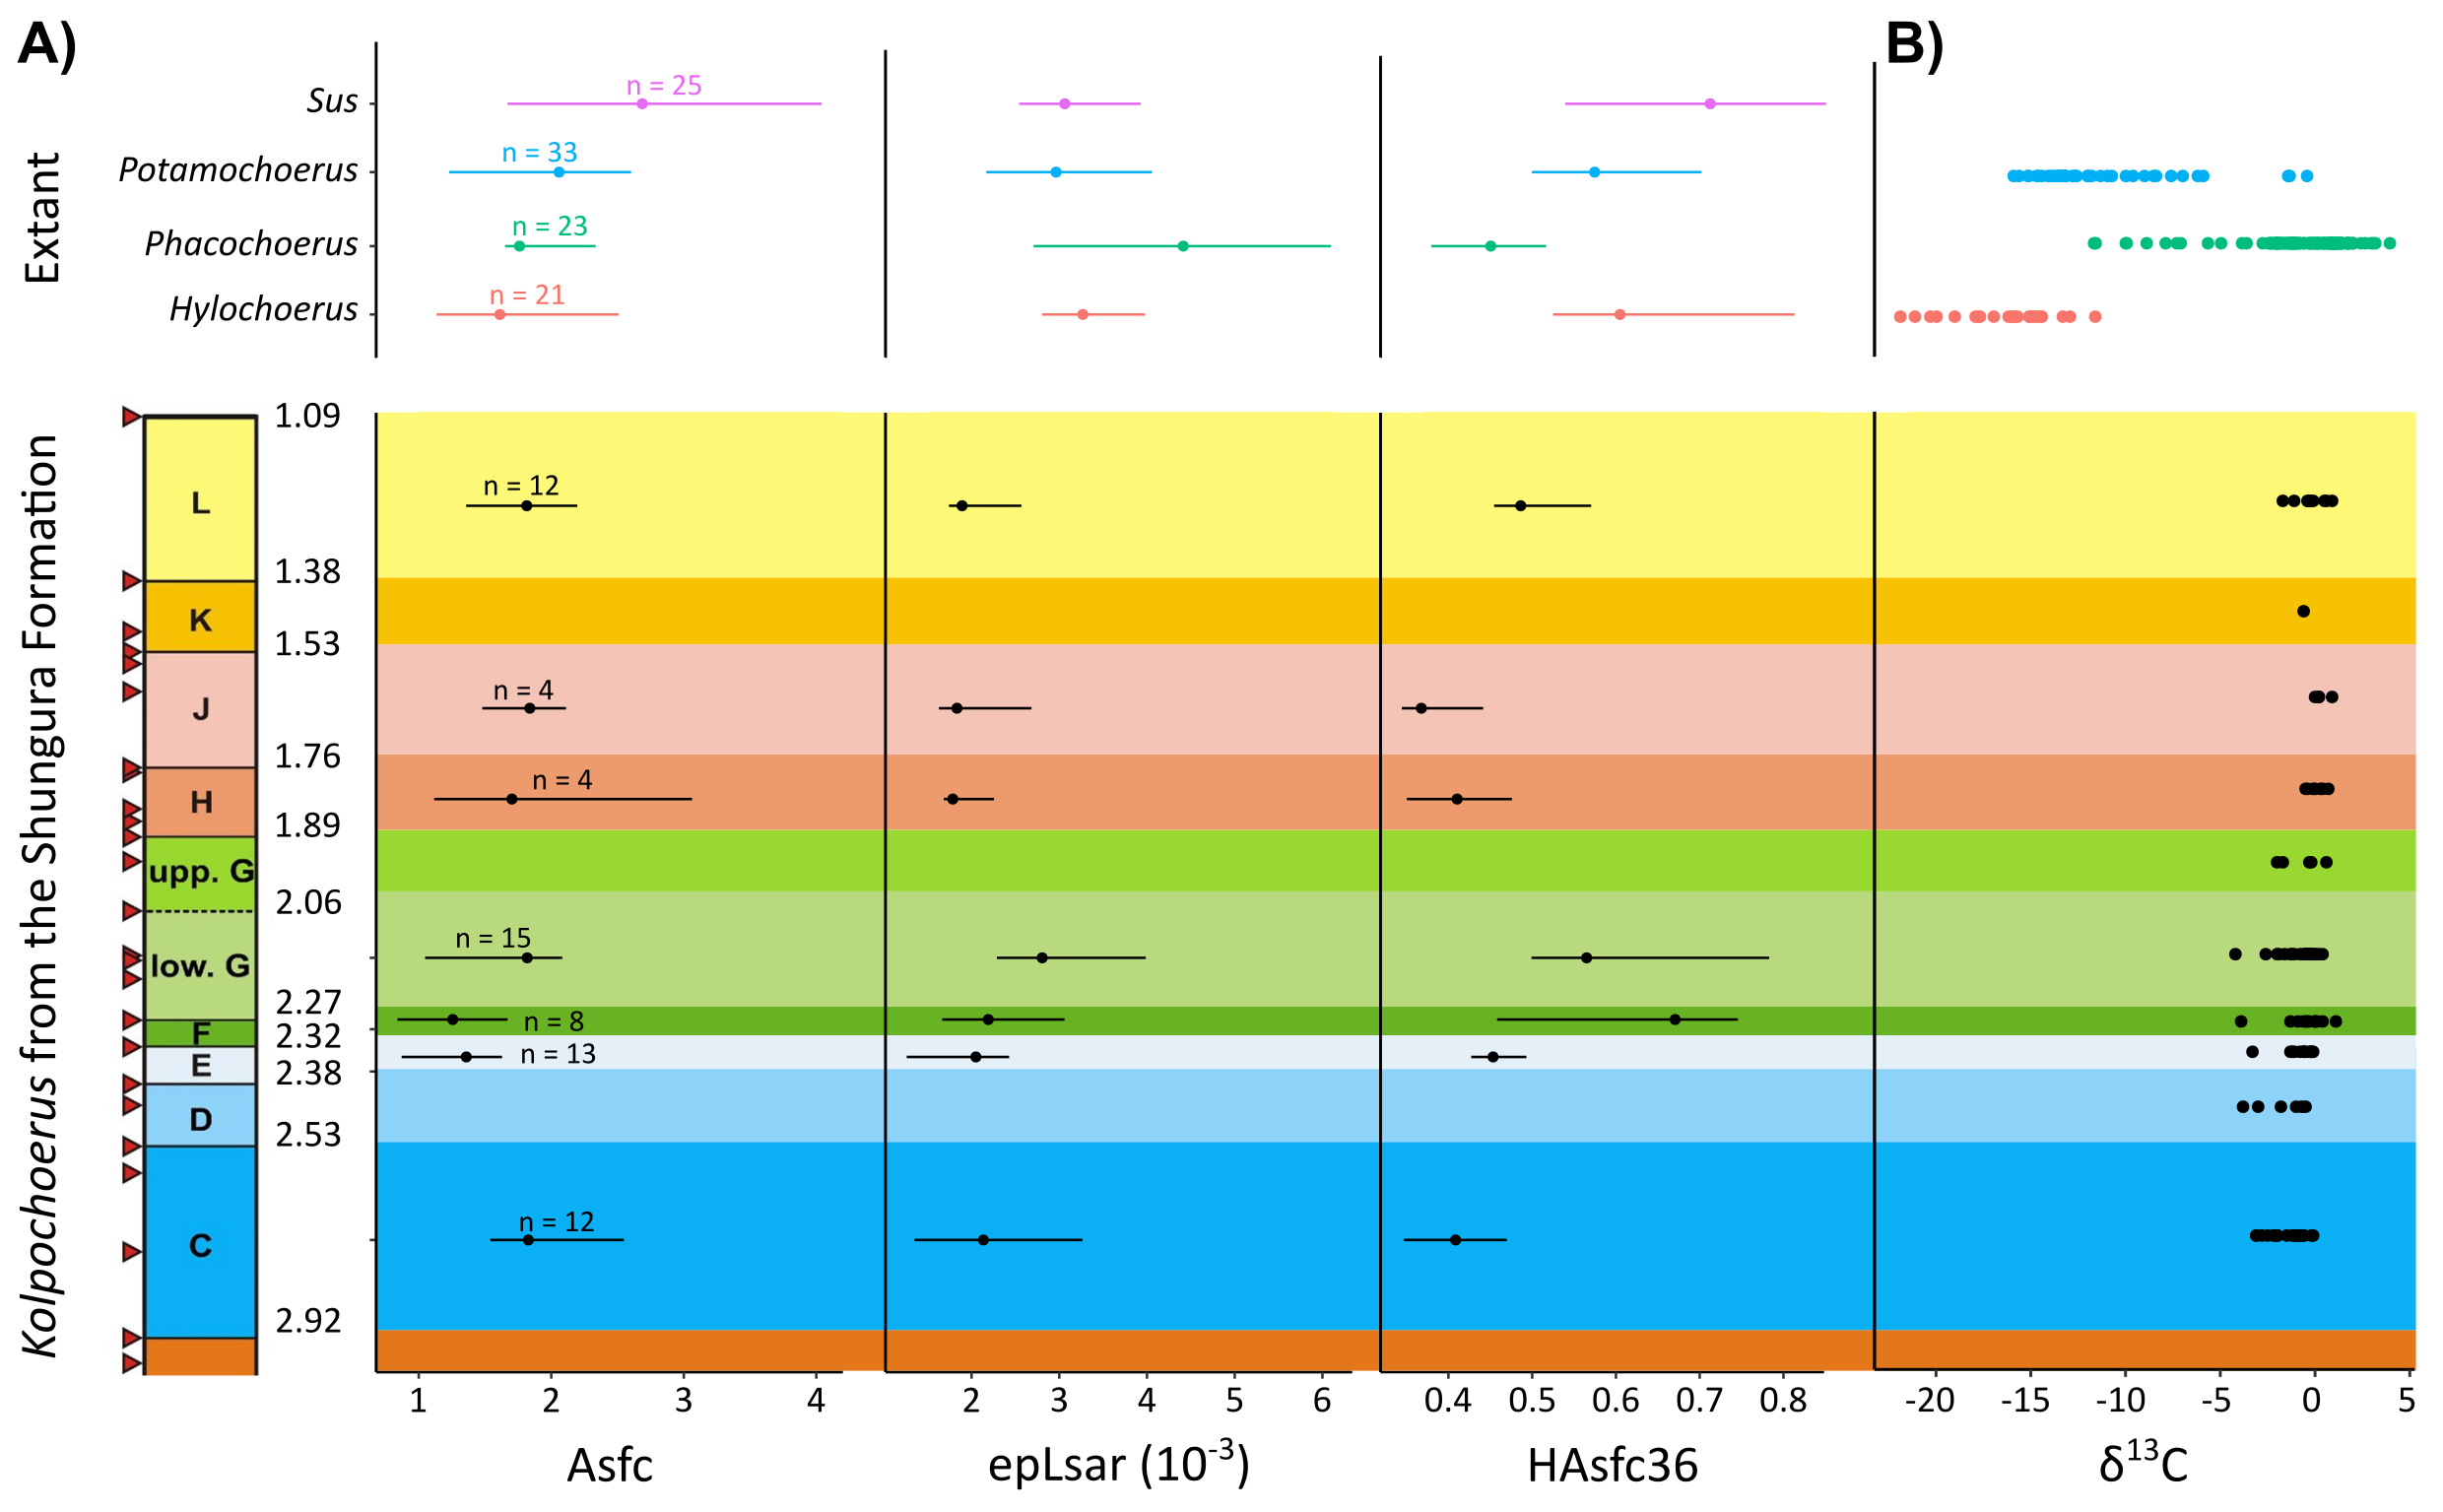 A)
B)
Extant
Sus
n = 25
Potamochoerus
n = 33
Phacochoerus
n = 23
Hylochoerus
n = 21
Kolpochoerus from the Shungura Formation
1.09
L
n = 12
1.38
K
1.53
J
n = 4
1.76
H
n = 4
1.89
upp. G
2.06
low. G
n = 15
2.27
F
n = 8
2.32
E
n = 13
2.38
D
2.53
C
n = 12
2.92
1 2 3 4
2 3 4 5 6
0.4 0.5 0.6 0.7 0.8
-20 -15 -10 -5 0 5
Asfc
epLsar (10⁻³)
HAsfc36
δ¹³C